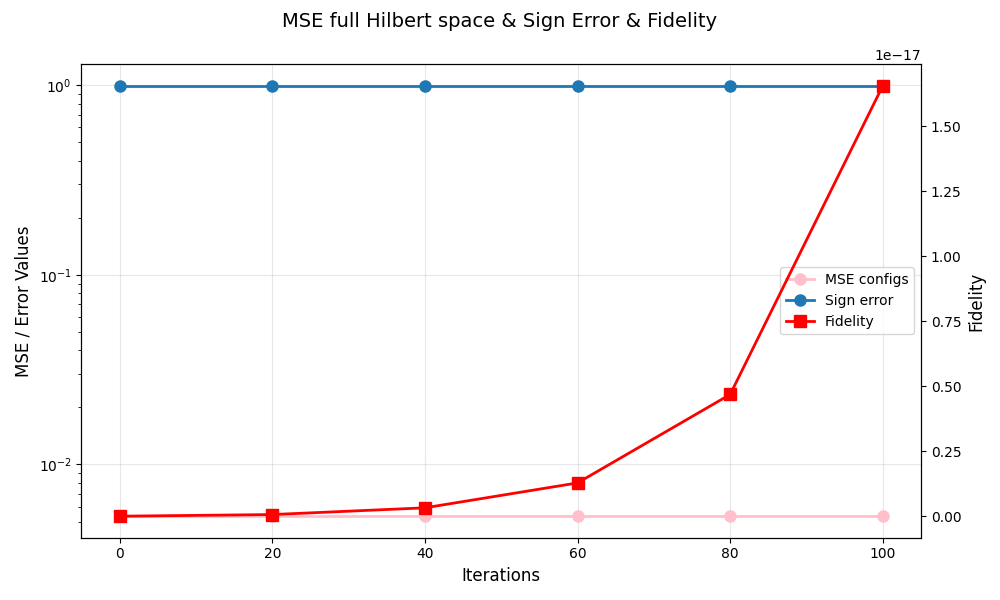 MSE full Hilbert space & Sign Error & Fidelity
1e−17
MSE / Error Values
10⁰
10⁻¹
10⁻²
1.50
1.25
1.00
0.75
0.50
0.25
0.00
Fidelity
MSE configs
Sign error
Fidelity
0 20 40 60 80 100
Iterations